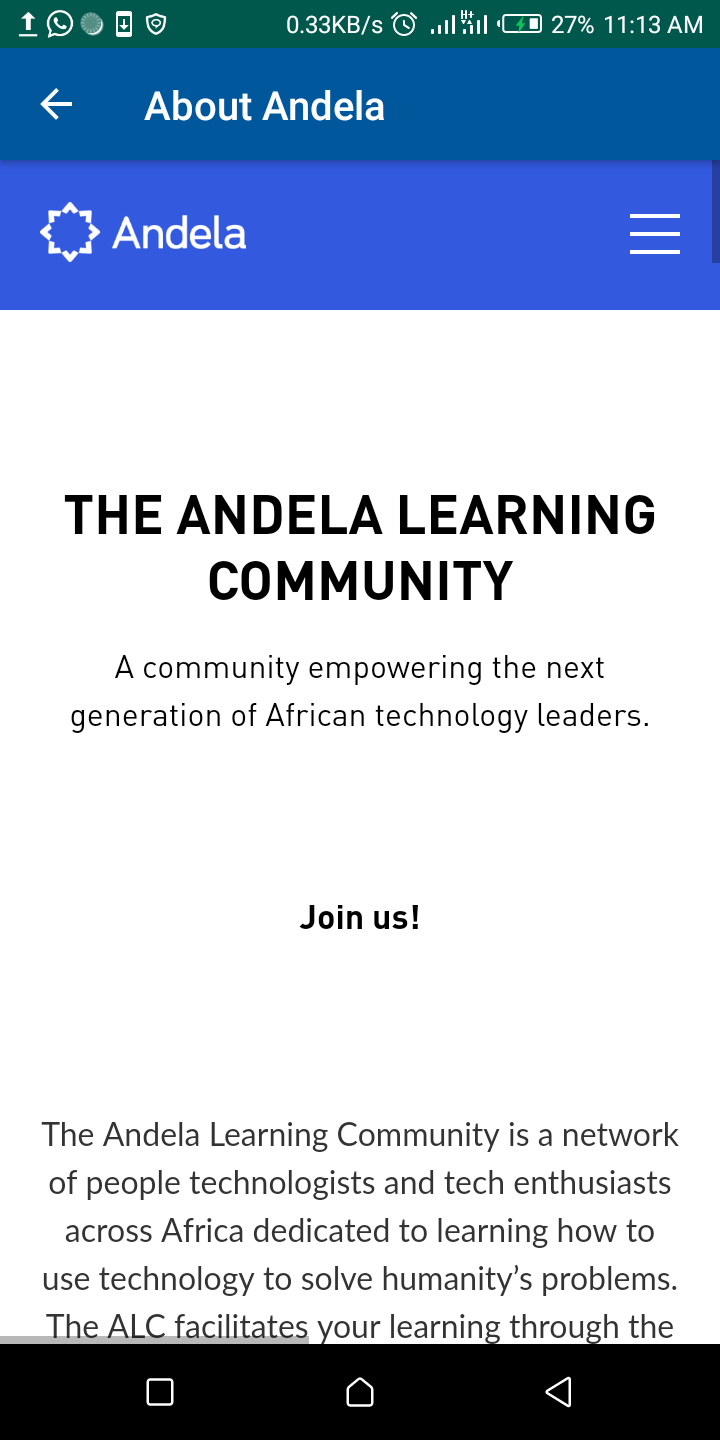 0.33KB/s H+ 27% 11:13 AM
About Andela
Andela
THE ANDELA LEARNING
COMMUNITY
A community empowering the next
generation of African technology leaders.
Join us!
The Andela Learning Community is a network
of people technologists and tech enthusiasts
across Africa dedicated to learning how to
use technology to solve humanity’s problems.
The ALC facilitates your learning through the